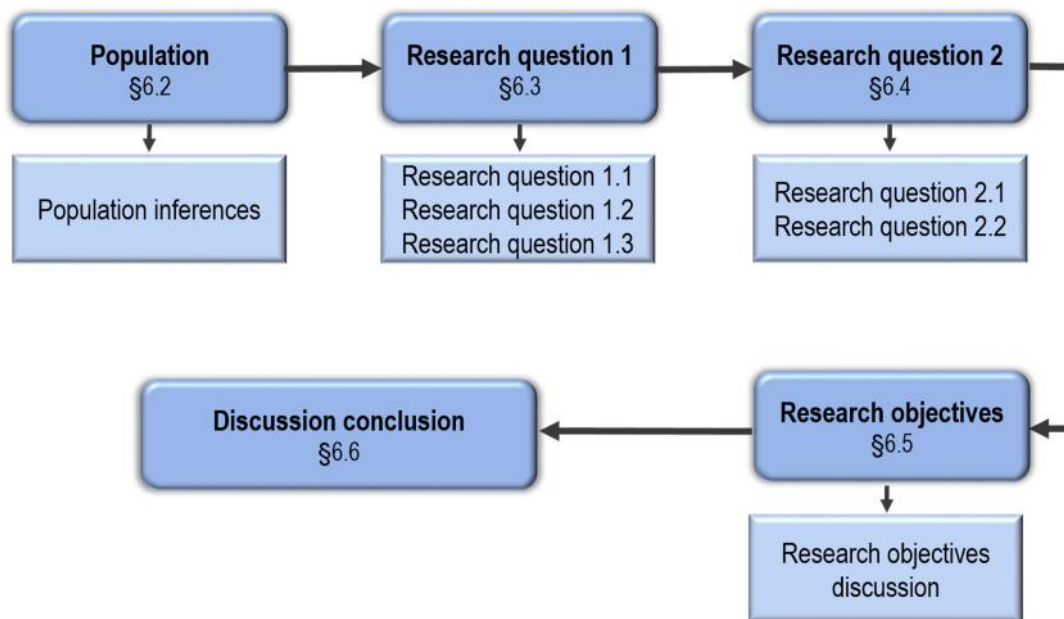 Population
§6.2
Research question 1
§6.3
Research question 2
§6.4
Population inferences
Research question 1.1
Research question 1.2
Research question 1.3
Research question 2.1
Research question 2.2
Research objectives
§6.5
Research objectives
discussion
Discussion conclusion
§6.6